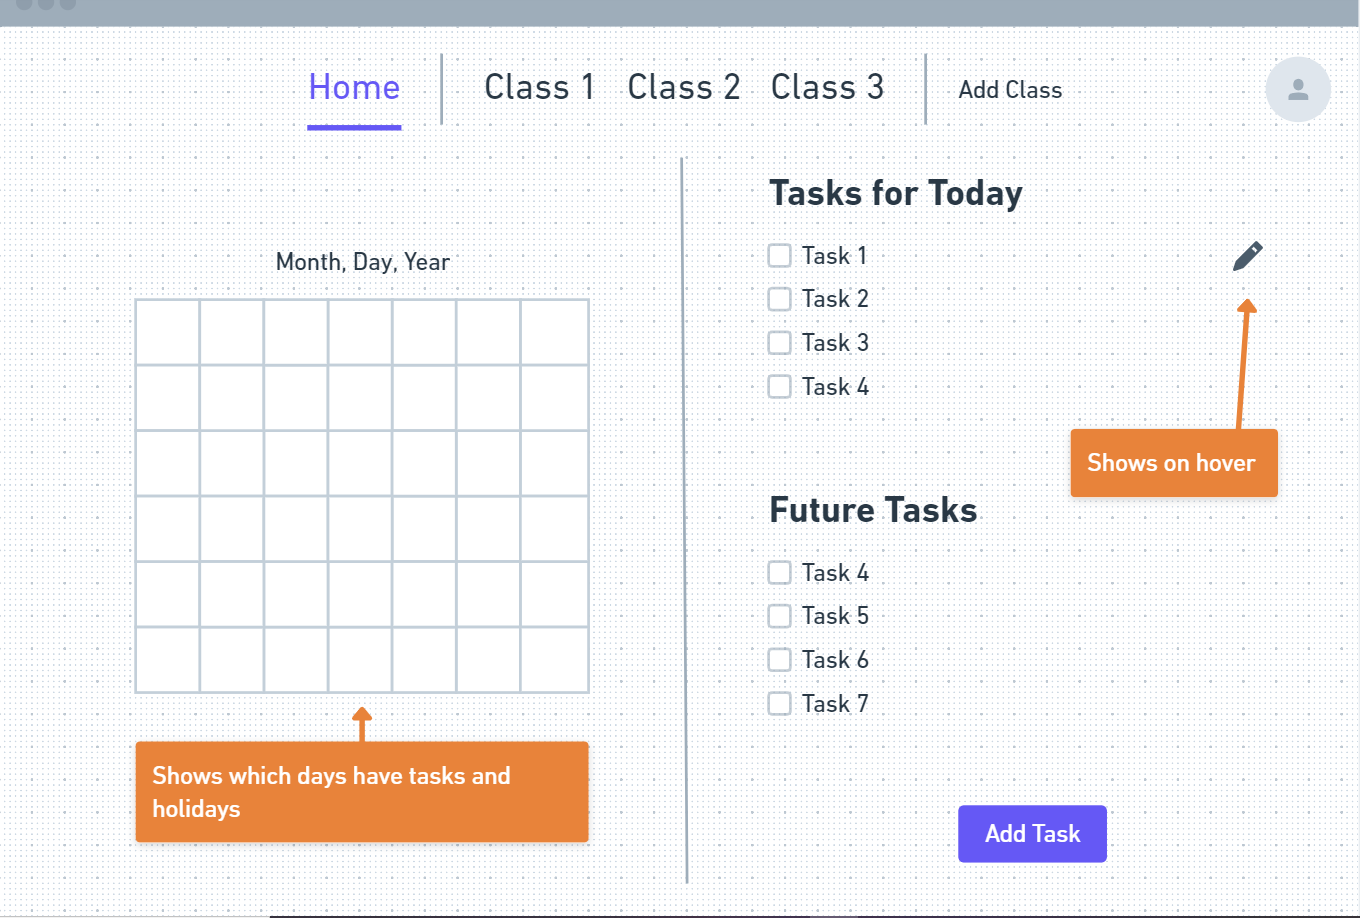 Home
Class 1 Class 2 Class 3
Add Class
Month, Day, Year
Shows which days have tasks and
holidays
Tasks for Today
Task 1
Task 2
Task 3
Task 4
Shows on hover
Future Tasks
Task 4
Task 5
Task 6
Task 7
Add Task